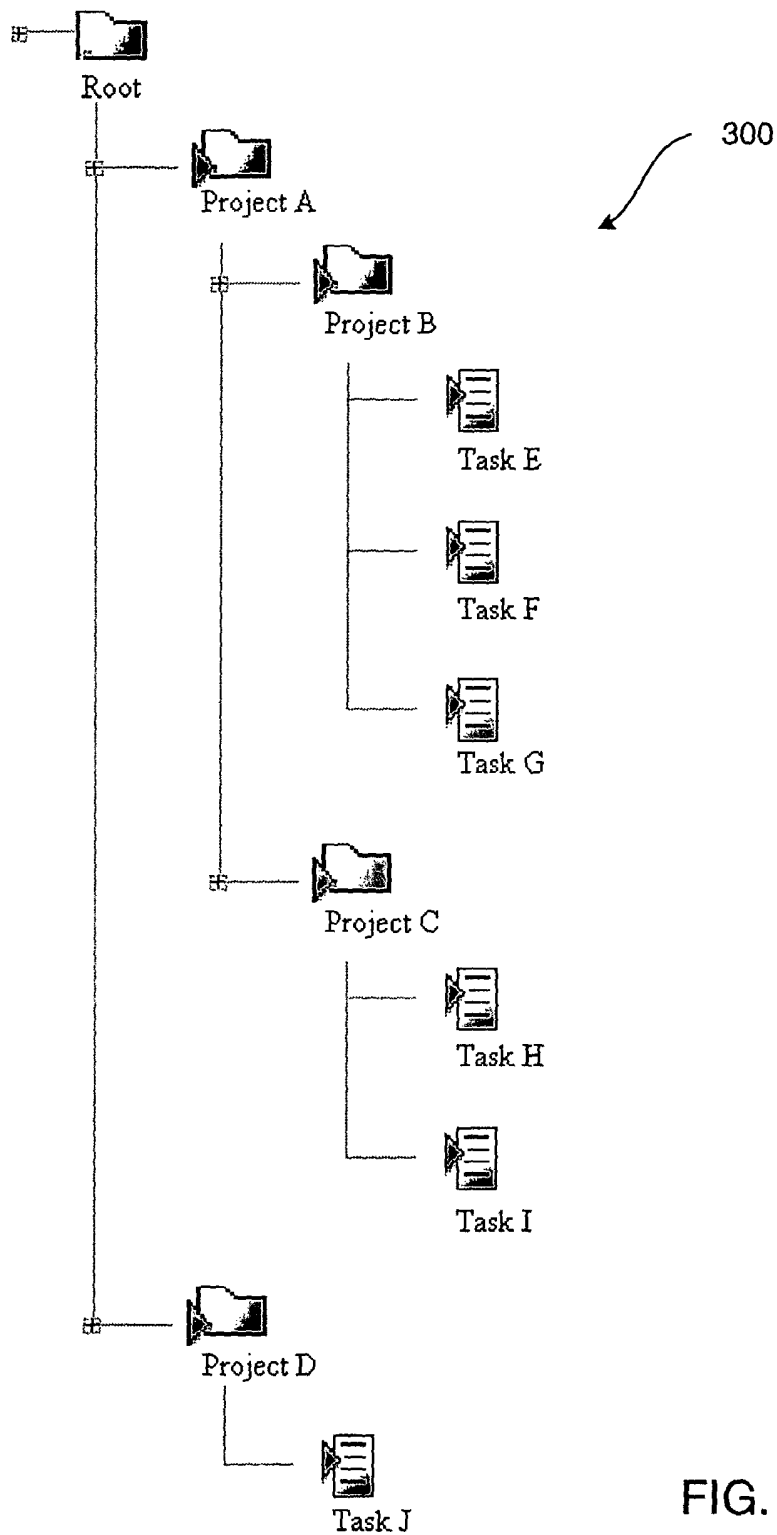 Root
300
Project A
Project B
Task E
Task F
Task G
Project C
Task H
Task I
Project D
Task J
FIG.